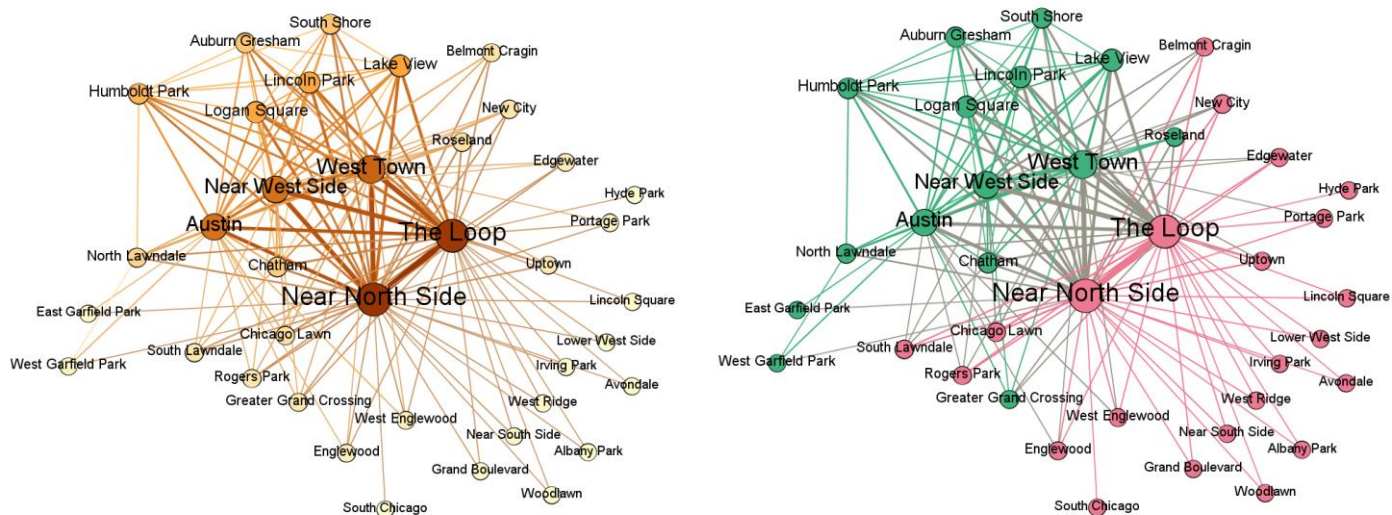 South Shore
Auburn Gresham
Belmont Cragin
Lake View
Lincoln Park
Humboldt Park
Logan Square
New City
Roseland
West Town
Edgewater
Near West Side
Hyde Park
Austin
Portage Park
The Loop
North Lawndale
Chatham
Uptown
Near North Side
Lincoln Square
East Garfield Park
Chicago Lawn
Lower West Side
South Lawndale
West Garfield Park
Irving Park
Rogers Park
Avondale
Greater Grand Crossing
West Ridge
West Englewood
Near South Side
Englewood
Albany Park
Grand Boulevard
Woodlawn
South Chicago
South Shore
Auburn Gresham
Belmont Cragin
Lake View
Lincoln Park
Humboldt Park
Logan Square
New City
Roseland
West Town
Edgewater
Near West Side
Hyde Park
Austin
Portage Park
The Loop
North Lawndale
Chatham
Uptown
Near North Side
Lincoln Square
East Garfield Park
Chicago Lawn
Lower West Side
South Lawndale
West Garfield Park
Irving Park
Rogers Park
Avondale
Greater Grand Crossing
West Ridge
West Englewood
Near South Side
Englewood
Albany Park
Grand Boulevard
Woodlawn
South Chicago